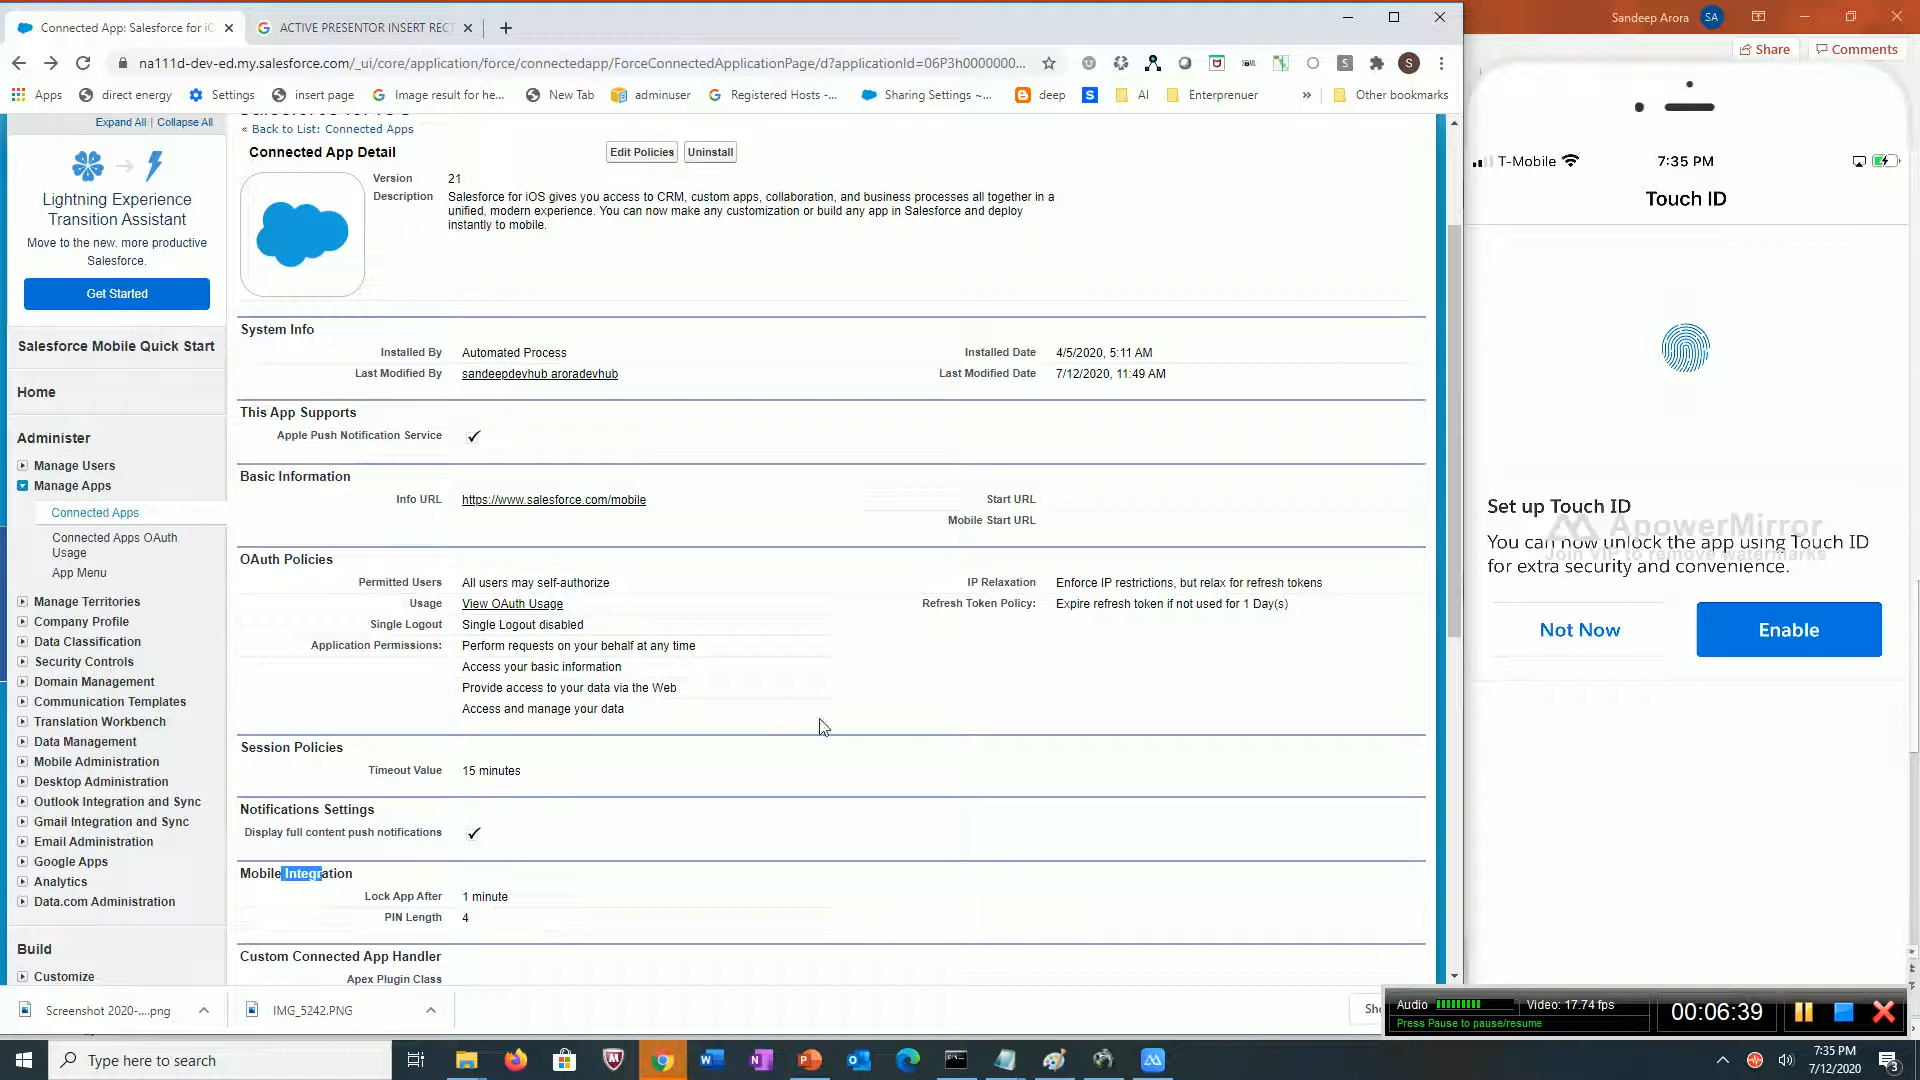 Connected App: Salesforce for iO
ACTIVE PRESENTOR INSERT REC
Sandeep Arora
SA
Share
Comments
na111d-dev-ed.my.salesforce.com/_ui/core/application/force/connectedapp/ForceConnectedApplicationPage/d?applicationId=06P3h0000000...
S
Apps
direct energy
Settings
insert page
Image result for he...
New Tab
adminuser
Registered Hosts -...
Sharing Settings ~...
deep
AI
Enterprenuer
»
Other bookmarks
Expand All | Collapse All
Lightning Experience
Transition Assistant
Move to the new, more productive
Salesforce.
Get Started
Salesforce Mobile Quick Start
Home
Administer
Manage Users
Manage Apps
Connected Apps
Connected Apps OAuth
Usage
App Menu
Manage Territories
Company Profile
Data Classification
Security Controls
Domain Management
Communication Templates
Translation Workbench
Data Management
Mobile Administration
Desktop Administration
Outlook Integration and Sync
Gmail Integration and Sync
Email Administration
Google Apps
Analytics
Data.com Administration
Build
Customize
« Back to List: Connected Apps
Connected App Detail
Edit Policies
Uninstall
Version 21
Description Salesforce for iOS gives you access to CRM, custom apps, collaboration, and business processes all together in a
unified, modern experience. You can now make any customization or build any app in Salesforce and deploy
instantly to mobile.
System Info
Installed By Automated Process
Installed Date 4/5/2020, 5:11 AM
Last Modified By sandeepdevhub aroradevhub
Last Modified Date 7/12/2020, 11:49 AM
This App Supports
Apple Push Notification Service ✓
Basic Information
Info URL https://www.salesforce.com/mobile
Start URL
Mobile Start URL
OAuth Policies
Permitted Users All users may self-authorize
IP Relaxation Enforce IP restrictions, but relax for refresh tokens
Usage View OAuth Usage
Refresh Token Policy: Expire refresh token if not used for 1 Day(s)
Single Logout Single Logout disabled
Application Permissions: Perform requests on your behalf at any time
Access your basic information
Provide access to your data via the Web
Access and manage your data
Session Policies
Timeout Value 15 minutes
Notifications Settings
Display full content push notifications ✓
Mobile Integration
Lock App After 1 minute
PIN Length 4
Custom Connected App Handler
Apex Plugin Class
T-Mobile
7:35 PM
Touch ID
Set up Touch ID
You can now unlock the app using Touch ID
for extra security and convenience.
ApowerMirror
Join VIP to remove watermarks
Not Now
Enable
Screenshot 2020-....png
IMG_5242.PNG
Sho
Audio
Video: 17.74 fps
Press Pause to pause/resume
00:06:39
Type here to search
7:35 PM
7/12/2020
3